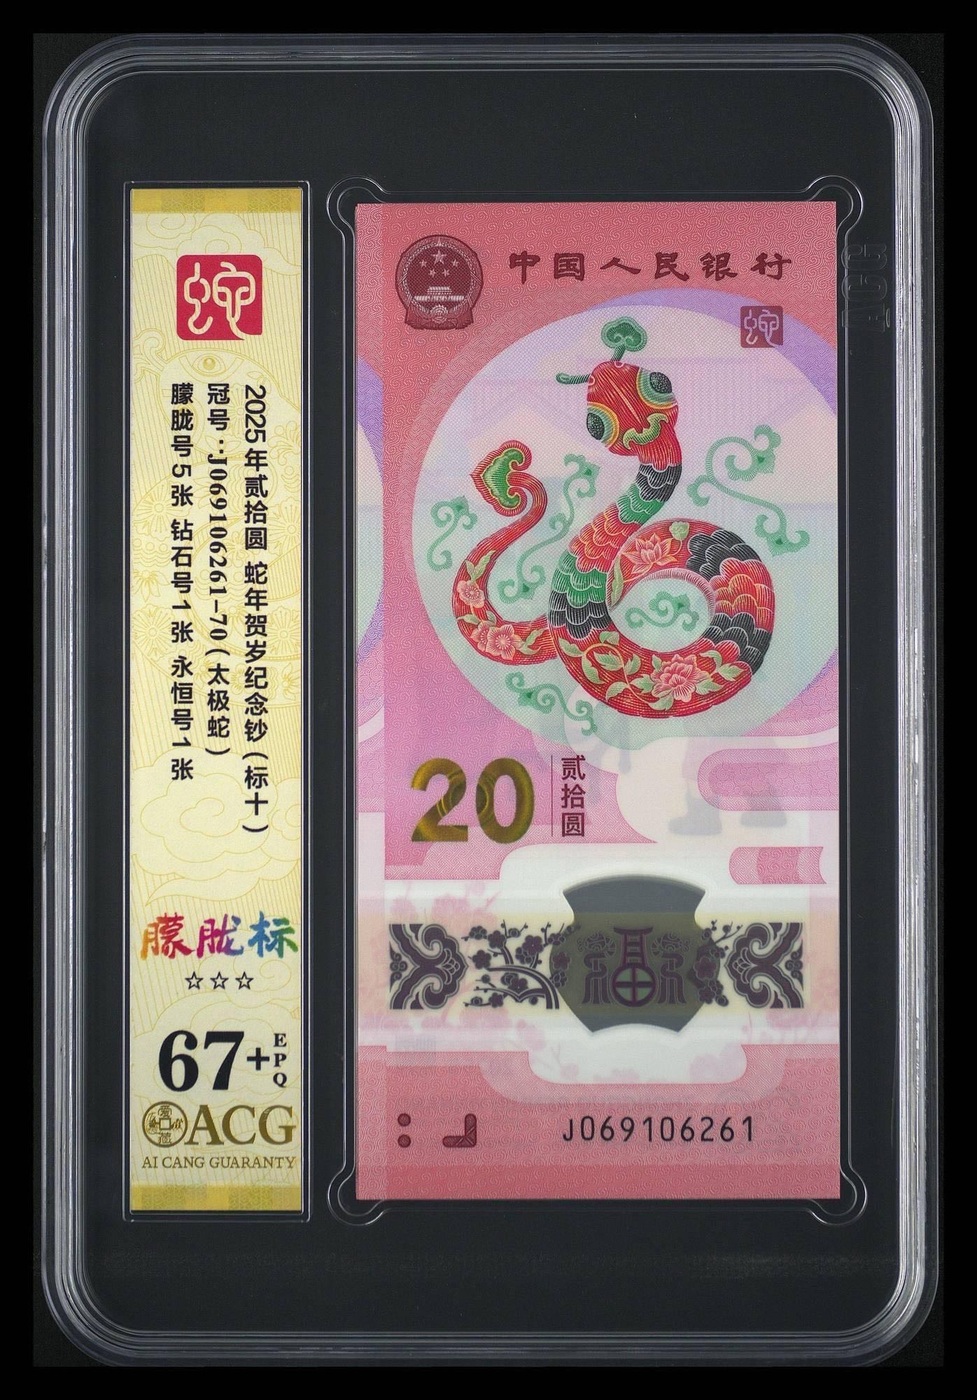 蛇
2025年贰拾圆 蛇年贺岁纪念钞(标十)
冠号:J069106261-70(太极蛇)
朦胧号5张 钻石号1张 永恒号1张
朦胧标
☆☆☆
67+
EPQ
ACG
AI CANG GUARANTY
中国人民银行
蛇
20
贰拾圆
福
J069106261
ACG